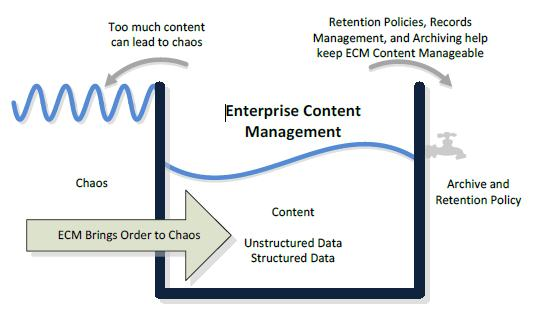 Too much content
can lead to chaos
Retention Policies, Records
Management, and Archiving help
keep ECM Content Manageable
Enterprise Content
Management
Chaos
Archive and
Retention Policy
Content
ECM Brings Order to Chaos
Unstructured Data
Structured Data